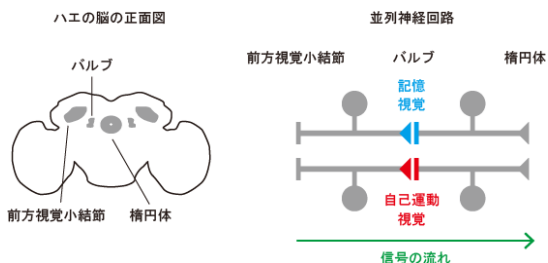 ハエの脳の正面図
バルブ
前方視覚小結節
楕円体
並列神経回路
前方視覚小結節
バルブ
楕円体
記憶
視覚
自己運動
視覚
信号の流れ